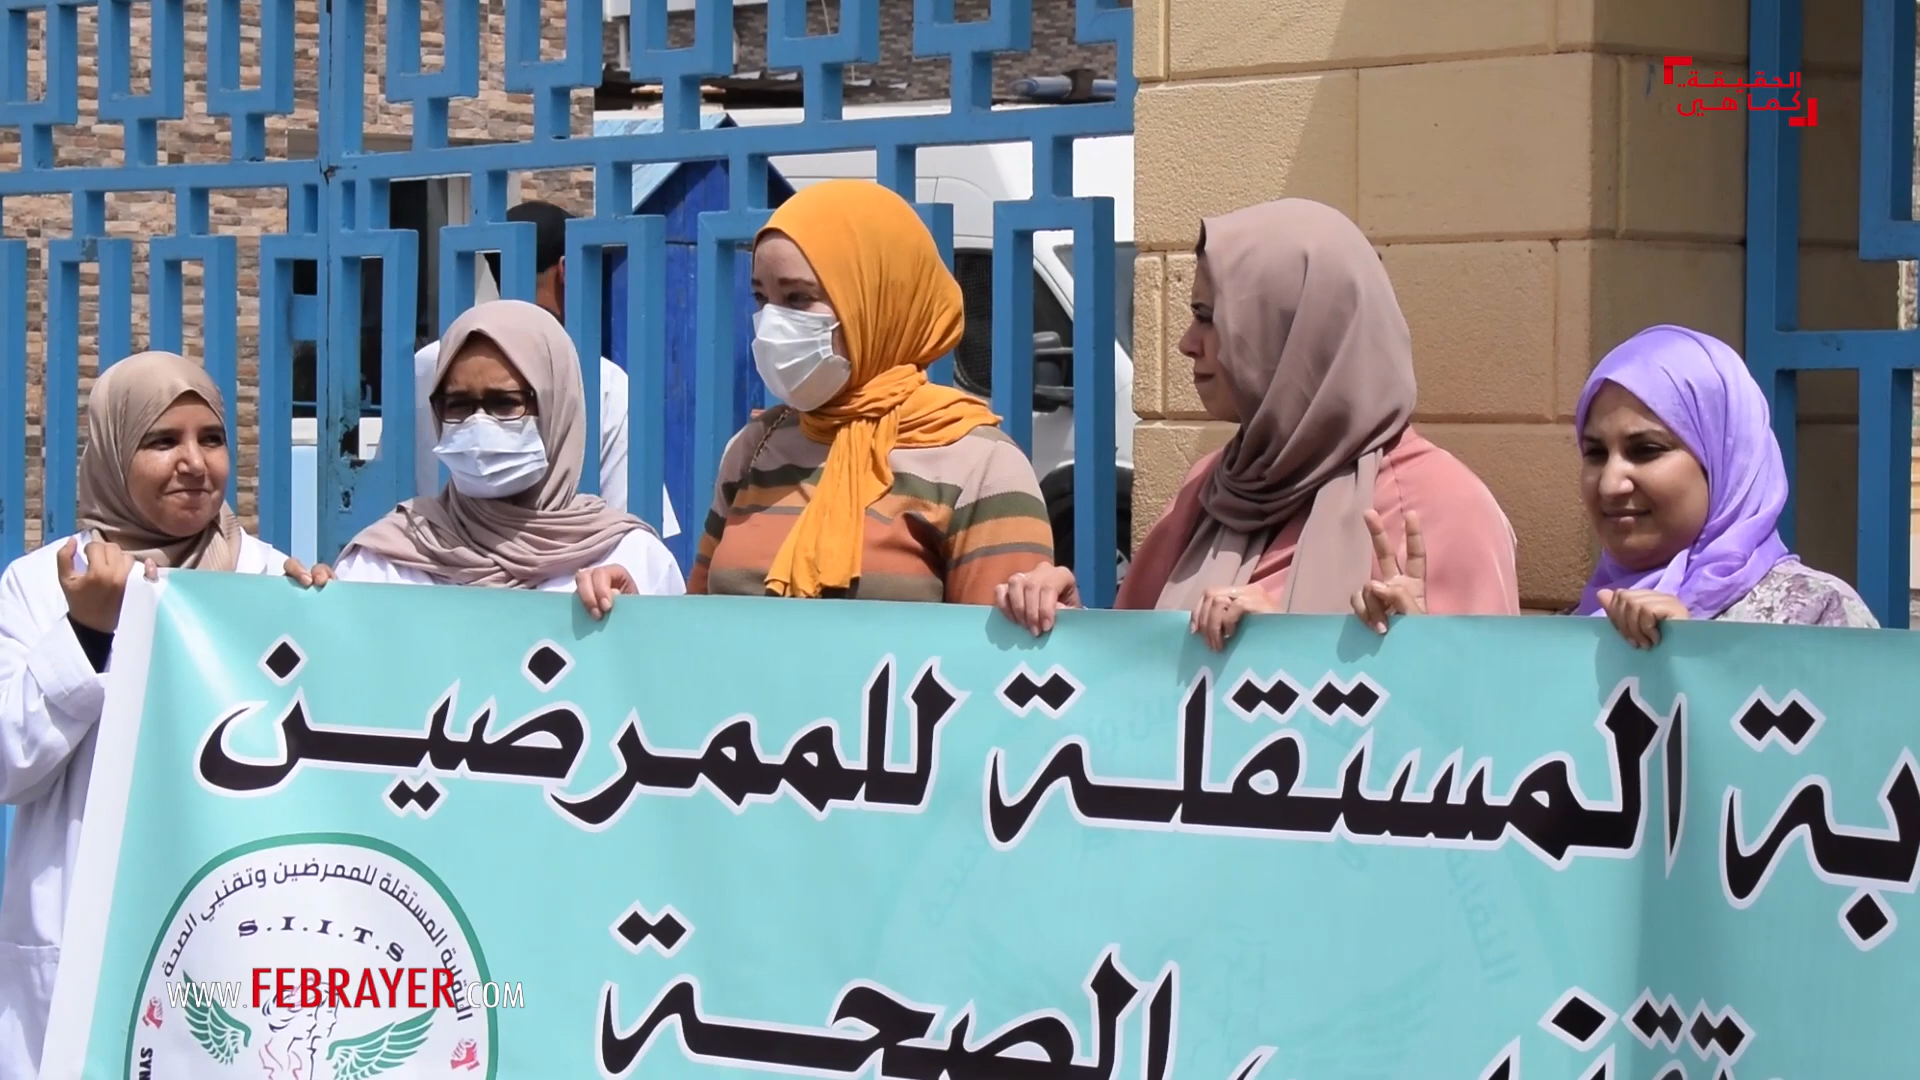 الحقيقة..
كما هي
بة المستقلة للممرضين
الصحة
النقابة المستقلة للممرضين وتقنيي الصحة
S.I.I.T.S
www.FEBRAYER.COM